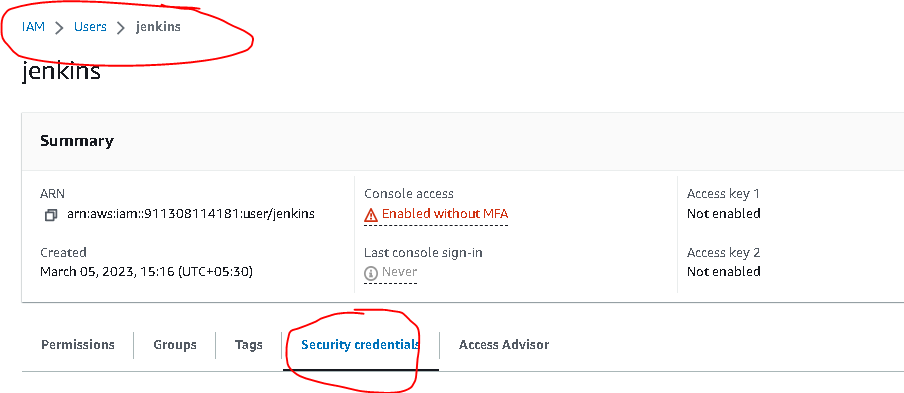 IAM > Users > jenkins
jenkins
Summary
ARN
arn:aws:iam::911308114181:user/jenkins
Created
March 05, 2023, 15:16 (UTC+05:30)
Console access
Enabled without MFA
Last console sign-in
Never
Access key 1
Not enabled
Access key 2
Not enabled
Permissions Groups Tags Security credentials Access Advisor